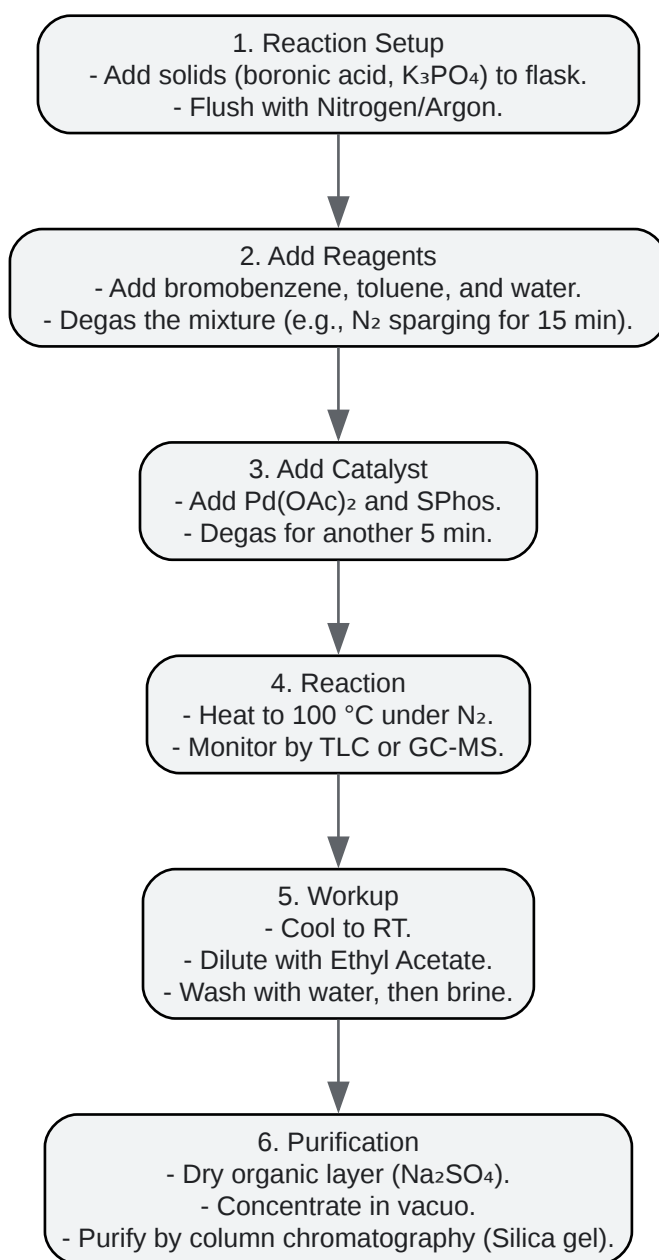 1. Reaction Setup
- Add solids (boronic acid, K₃PO₄) to flask.
- Flush with Nitrogen/Argon.
2. Add Reagents
- Add bromobenzene, toluene, and water.
- Degas the mixture (e.g., N₂ sparging for 15 min).
3. Add Catalyst
- Add Pd(OAc)₂ and SPhos.
- Degas for another 5 min.
4. Reaction
- Heat to 100 °C under N₂.
- Monitor by TLC or GC-MS.
5. Workup
- Cool to RT.
- Dilute with Ethyl Acetate.
- Wash with water, then brine.
6. Purification
- Dry organic layer (Na₂SO₄).
- Concentrate in vacuo.
- Purify by column chromatography (Silica gel).